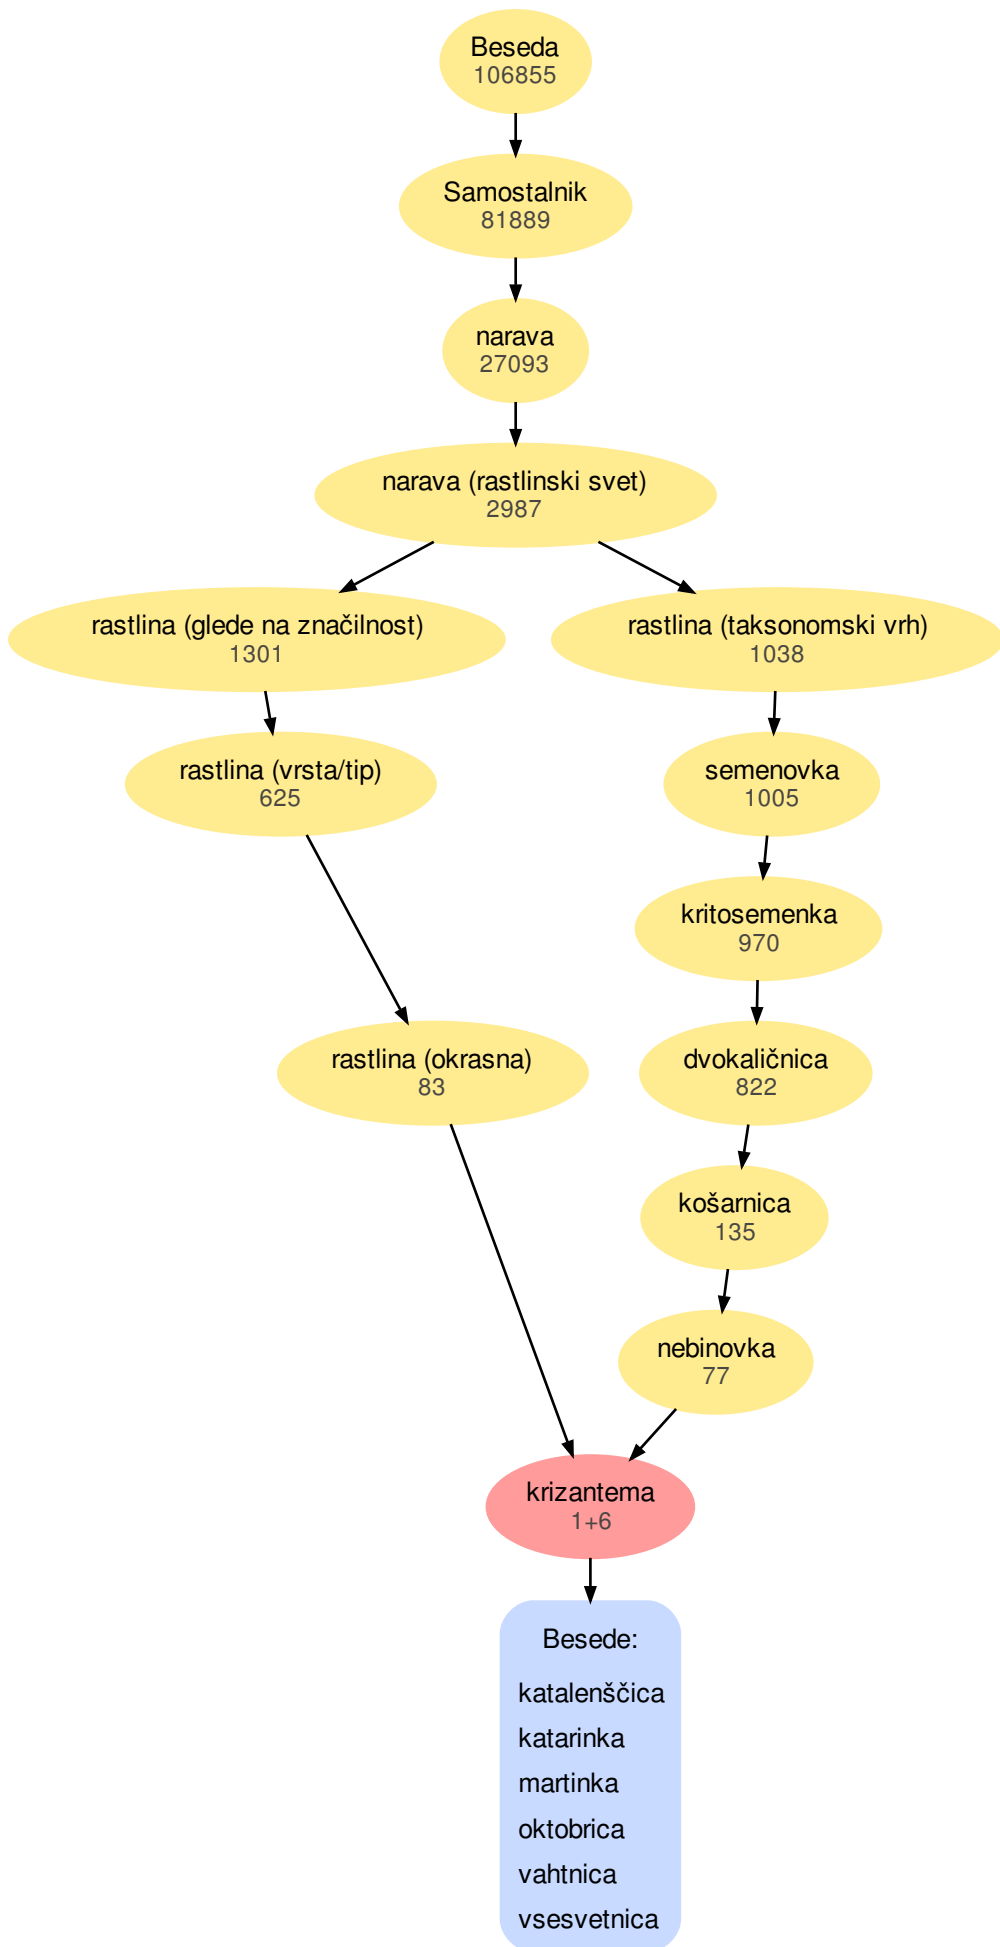 Beseda
106855
Samostalnik
81889
narava
27093
narava (rastlinski svet)
2987
rastlina (glede na značilnost)
1301
rastlina (taksonomski vrh)
1038
rastlina (vrsta/tip)
625
semenovka
1005
kritosemenka
970
rastlina (okrasna)
83
dvokaličnica
822
košarnica
135
nebinovka
77
krizantema
1+6
Besede:
katalenščica
katarinka
martinka
oktobrica
vahtnica
vsesvetnica